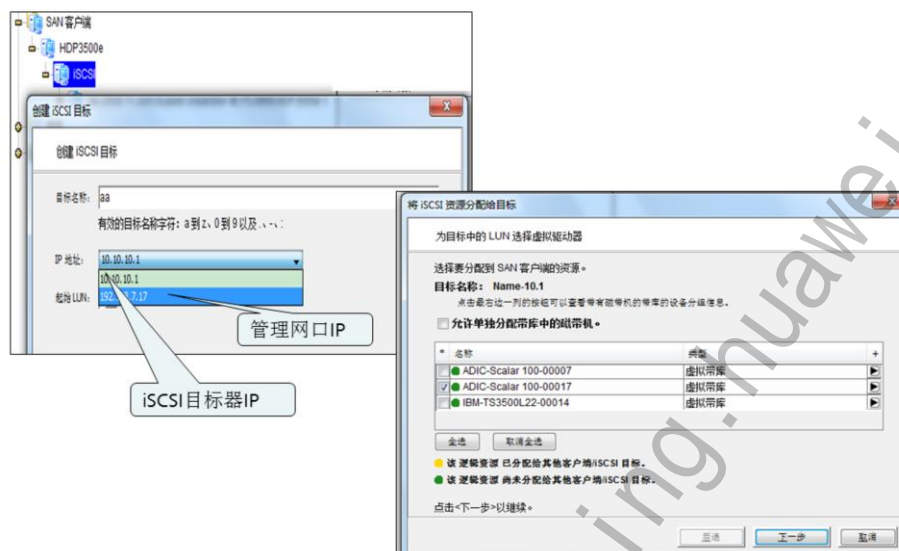 SAN 客户端
HDP3500e
iSCSI
创建 iSCSI 目标
创建 iSCSI 目标
目标名称: aa
有效的目标名称字符: a 到 z、0 到 9 以及
IP 地址: 10.10.10.1
10.10.10.1
起始 LUN:
管理网口IP
iSCSI目标器IP
将 iSCSI 资源分配给目标
为目标中的 LUN 选择虚拟驱动器
选择要分配到 SAN 客户端的资源。
目标名称: Name-10.1
点击最右边一列的按钮可以查看带有磁带机的带库的设备分组信息。
允许单独分配带库中的磁带机。
* 名称 类型 +
ADIC-Scalar 100-00007 虚拟带库
ADIC-Scalar 100-00017 虚拟带库
IBM-TS3500L22-00014 虚拟带库
全选 取消全选
该 逻辑资源 已分配给其他客户端/iSCSI 目标。
该 逻辑资源 尚未分配给其他客户端/iSCSI 目标。
点击<下一步>以继续。
下一步 取消
ing.huawei.